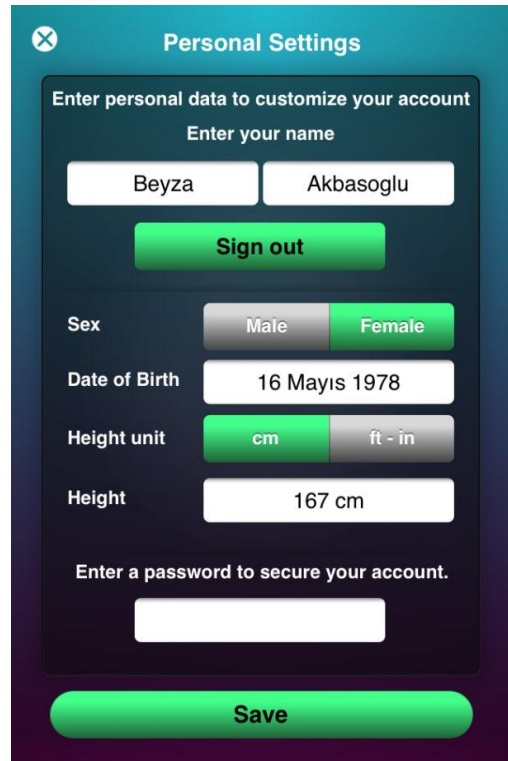 Personal Settings
Enter personal data to customize your account
Enter your name
Beyza Akbasoglu
Sign out
Sex Male Female
Date of Birth 16 Mayıs 1978
Height unit cm ft - in
Height 167 cm
Enter a password to secure your account.
Save